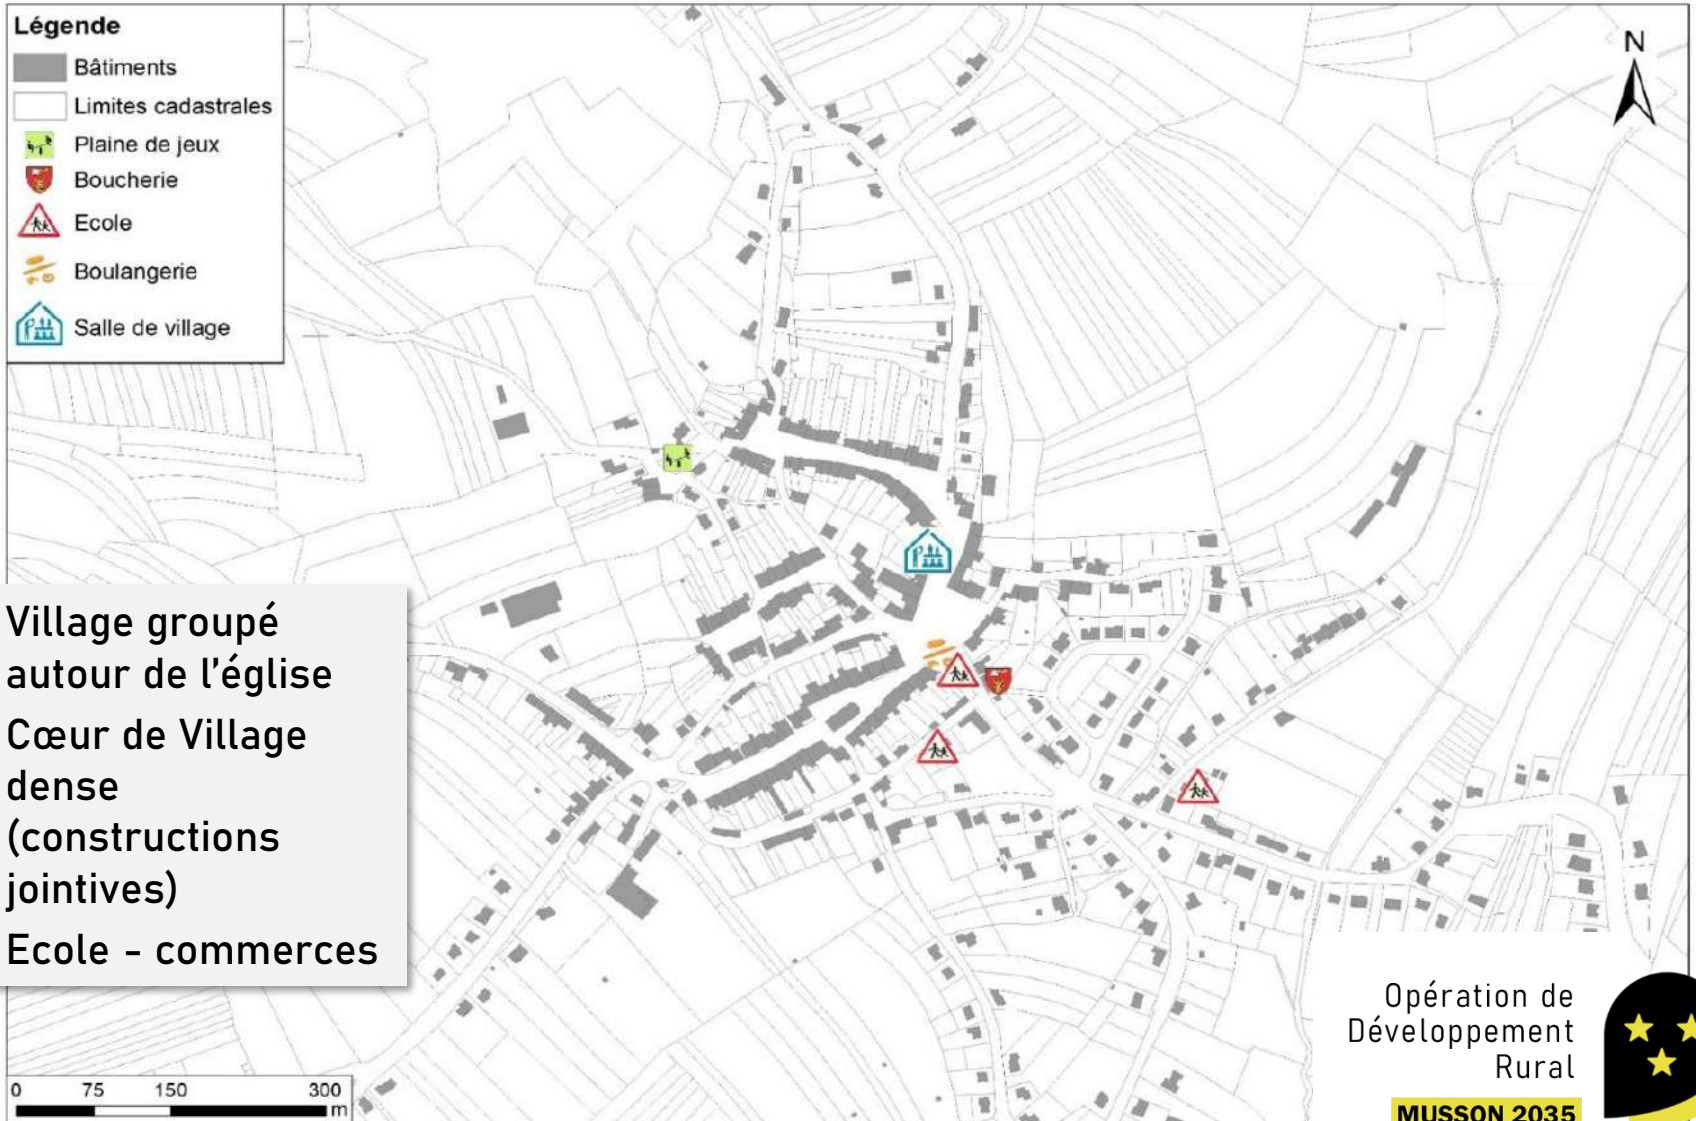 Légende
Bâtiments
Limites cadastrales
Plaine de jeux
Boucherie
Ecole
Boulangerie
Salle de village
N
Village groupé
autour de l'église
Cœur de Village
dense
(constructions
jointives)
Ecole - commerces
0 75 150 300
m
Opération de
Développement
Rural
MUSSON 2035